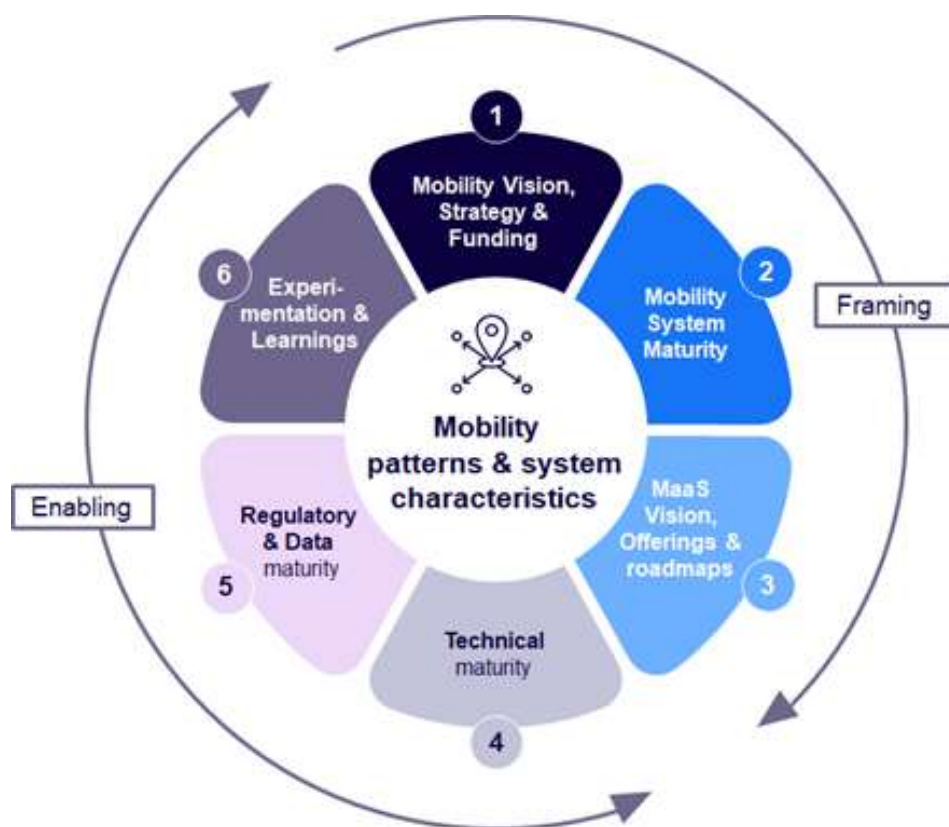 1
Mobility Vision,
Strategy &
Funding
2
Mobility
System
Maturity
Framing
3
MaaS
Vision,
Offerings &
roadmaps
4
Technical
maturity
5
Regulatory
& Data
maturity
Enabling
6
Experi-
mentation &
Learnings
Mobility
patterns & system
characteristics